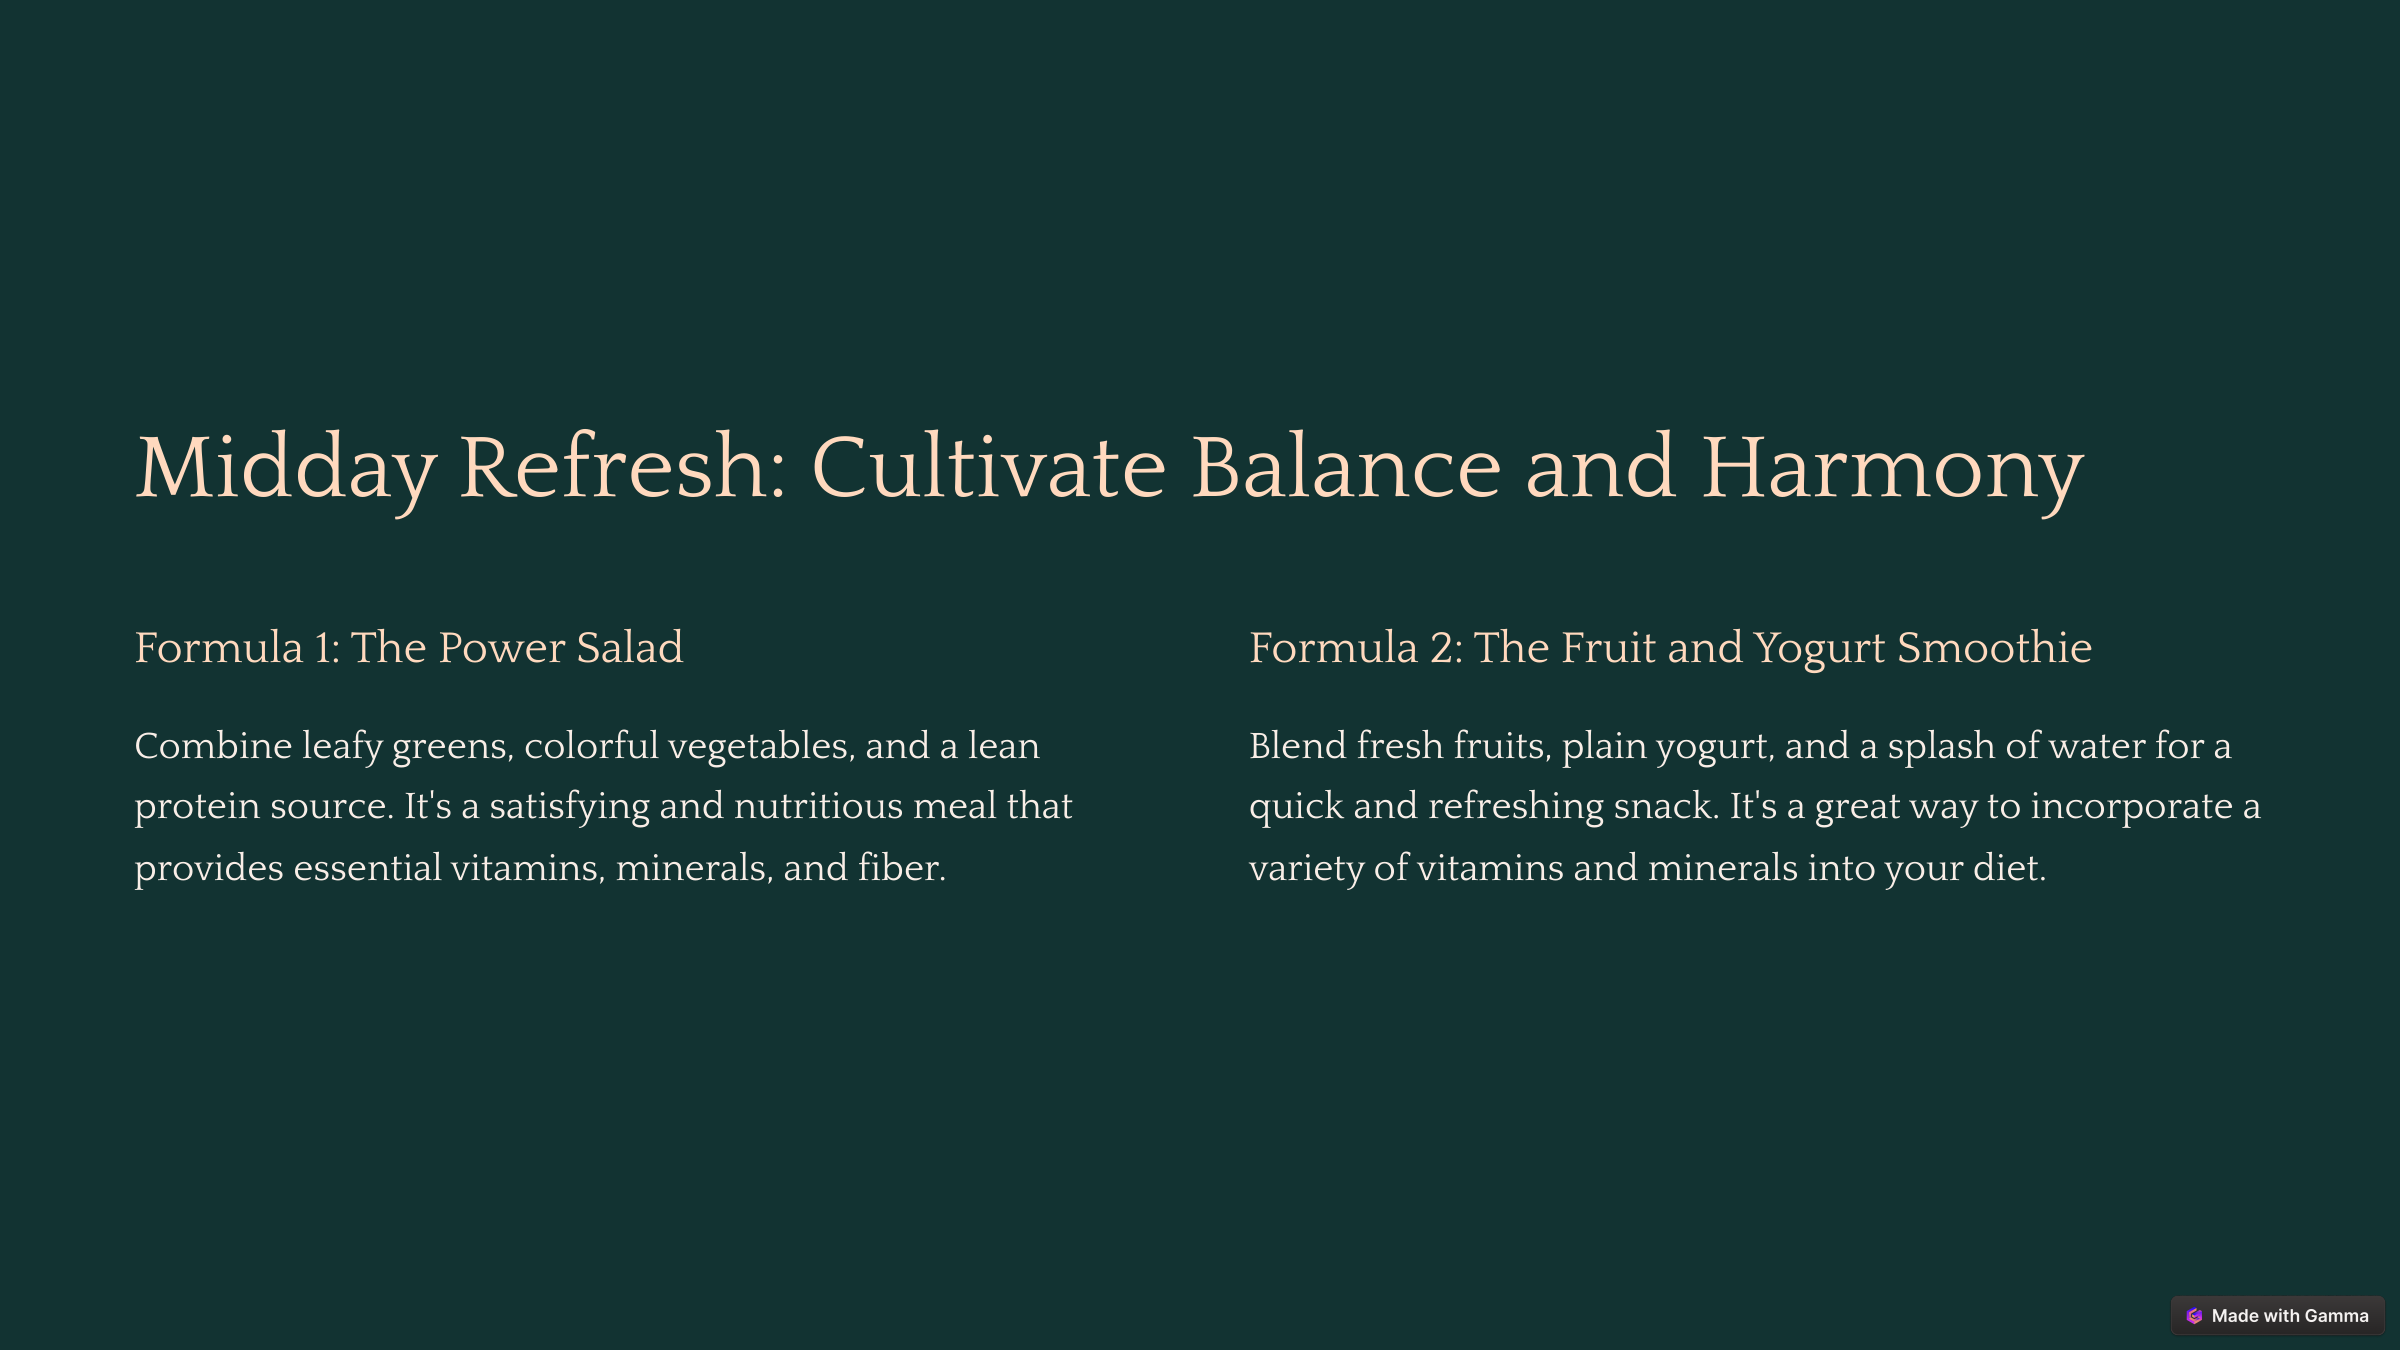 Midday Refresh: Cultivate Balance and Harmony
Formula 1: The Power Salad
Combine leafy greens, colorful vegetables, and a lean
protein source. It's a satisfying and nutritious meal that
provides essential vitamins, minerals, and fiber.
Formula 2: The Fruit and Yogurt Smoothie
Blend fresh fruits, plain yogurt, and a splash of water for a
quick and refreshing snack. It's a great way to incorporate a
variety of vitamins and minerals into your diet.
Made with Gamma